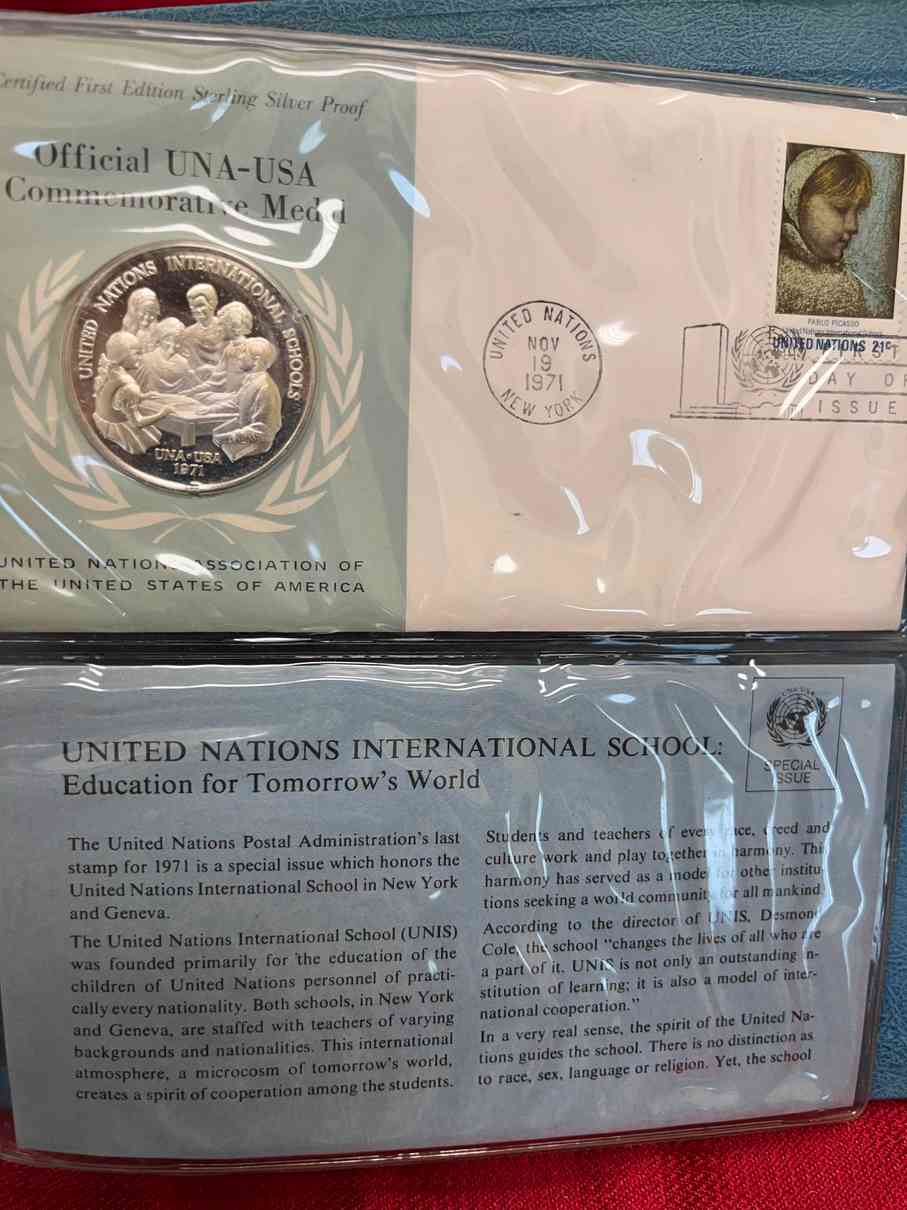 Certified First Edition Sterling Silver Proof
Official UNA-USA
Commemorative Medal
UNITED NATIONS INTERNATIONAL SCHOOLS
UNA-USA
1971
UNITED NATIONS ASSOCIATION OF
THE UNITED STATES OF AMERICA
UNITED NATIONS
NOV
19
1971
NEW YORK
PABLO PICASSO
United Nations International School
UNITED NATIONS 21c
FIRST
DAY OF
ISSUE
UNITED NATIONS INTERNATIONAL SCHOOL:
Education for Tomorrow's World
UNA-USA
SPECIAL
ISSUE
The United Nations Postal Administration's last
stamp for 1971 is a special issue which honors the
United Nations International School in New York
and Geneva.
The United Nations International School (UNIS)
was founded primarily for the education of the
children of United Nations personnel of practi-
cally every nationality. Both schools, in New York
and Geneva, are staffed with teachers of varying
backgrounds and nationalities. This international
atmosphere, a microcosm of tomorrow's world,
creates a spirit of cooperation among the students.
Students and teachers of every race, creed and
culture work and play together in harmony. This
harmony has served as a model for other institu-
tions seeking a world community for all mankind.
According to the director of UNIS, Desmond
Cole, the school "changes the lives of all who are
a part of it. UNIS is not only an outstanding in-
stitution of learning; it is also a model of inter-
national cooperation."
In a very real sense, the spirit of the United Na-
tions guides the school. There is no distinction as
to race, sex, language or religion. Yet, the school